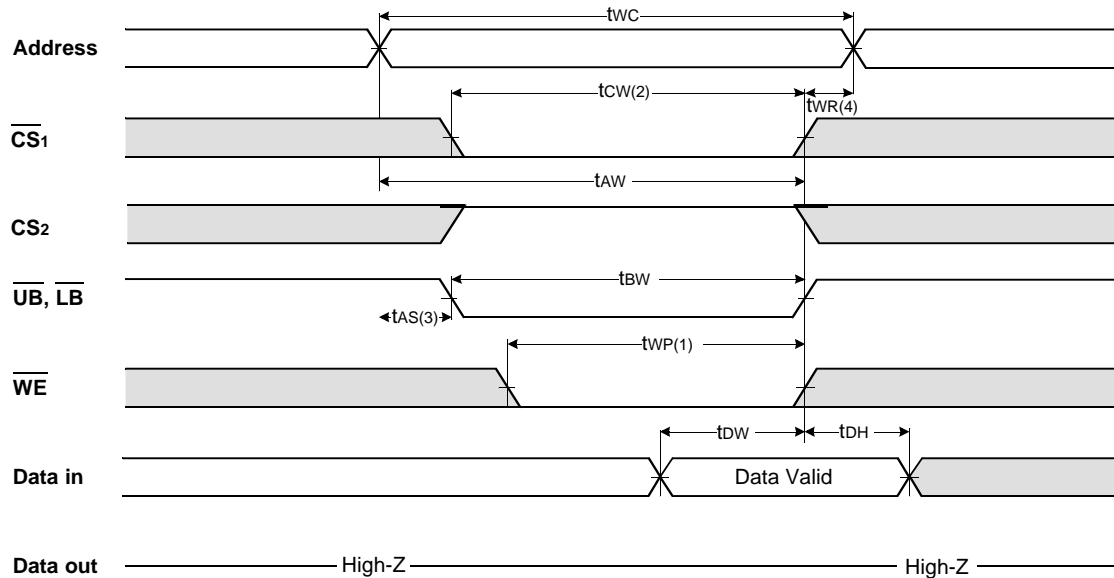 tWC
Address
tCW(2)
tWR(4)
CS1
tAW
CS2
tBW
UB, LB
tAS(3)
tWP(1)
WE
tDW
tDH
Data in
Data Valid
Data out
High-Z
High-Z